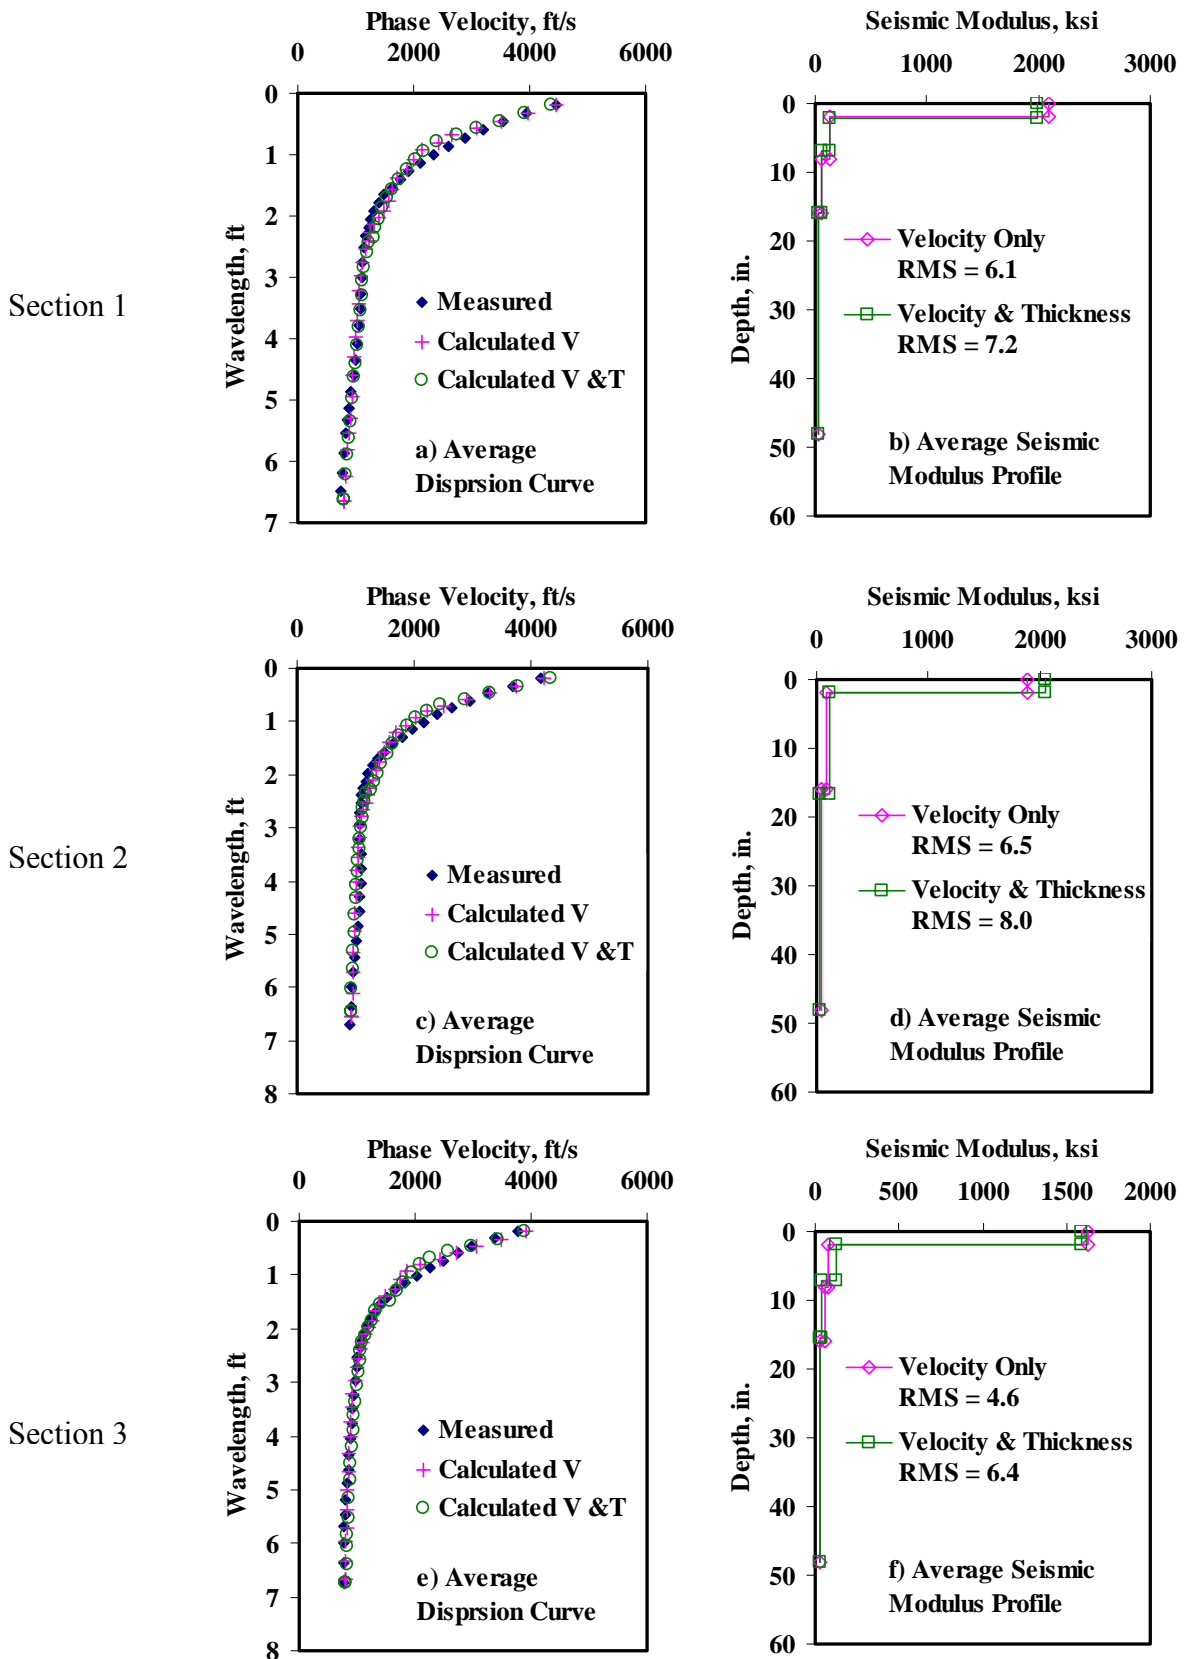 Section 1
Phase Velocity, ft/s
0 2000 4000 6000
Wavelength, ft
0
1
2
3
4
5
6
7
Measured
Calculated V
Calculated V &T
a) Average
Disprsion Curve
Seismic Modulus, ksi
0 1000 2000 3000
Depth, in.
0
10
20
30
40
50
60
Velocity Only
RMS = 6.1
Velocity & Thickness
RMS = 7.2
b) Average Seismic
Modulus Profile
Section 2
Phase Velocity, ft/s
0 2000 4000 6000
Wavelength, ft
0
1
2
3
4
5
6
7
8
Measured
Calculated V
Calculated V &T
c) Average
Disprsion Curve
Seismic Modulus, ksi
0 1000 2000 3000
Depth, in.
0
10
20
30
40
50
60
Velocity Only
RMS = 6.5
Velocity & Thickness
RMS = 8.0
d) Average Seismic
Modulus Profile
Section 3
Phase Velocity, ft/s
0 2000 4000 6000
Wavelength, ft
0
1
2
3
4
5
6
7
8
Measured
Calculated V
Calculated V &T
e) Average
Disprsion Curve
Seismic Modulus, ksi
0 500 1000 1500 2000
Depth, in.
0
10
20
30
40
50
60
Velocity Only
RMS = 4.6
Velocity & Thickness
RMS = 6.4
f) Average Seismic
Modulus Profile